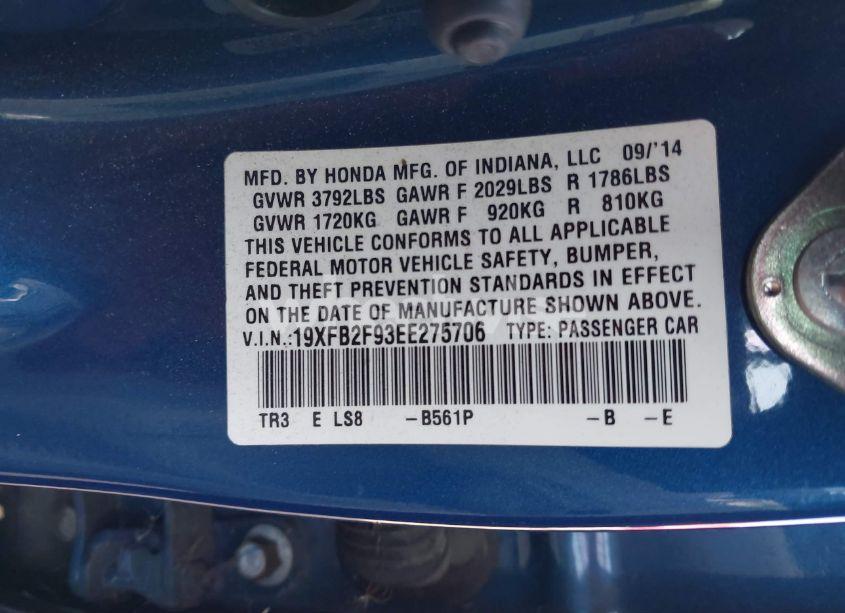 MFD. BY HONDA MFG. OF INDIANA, LLC 09/'14
GVWR 3792LBS GAWR F 2029LBS R 1786LBS
GVWR 1720KG GAWR F 920KG R 810KG
THIS VEHICLE CONFORMS TO ALL APPLICABLE
FEDERAL MOTOR VEHICLE SAFETY, BUMPER,
AND THEFT PREVENTION STANDARDS IN EFFECT
ON THE DATE OF MANUFACTURE SHOWN ABOVE.
V.I.N.:19XFB2F93EE275706 TYPE: PASSENGER CAR
TR3 E LS8 -B561P -B -E